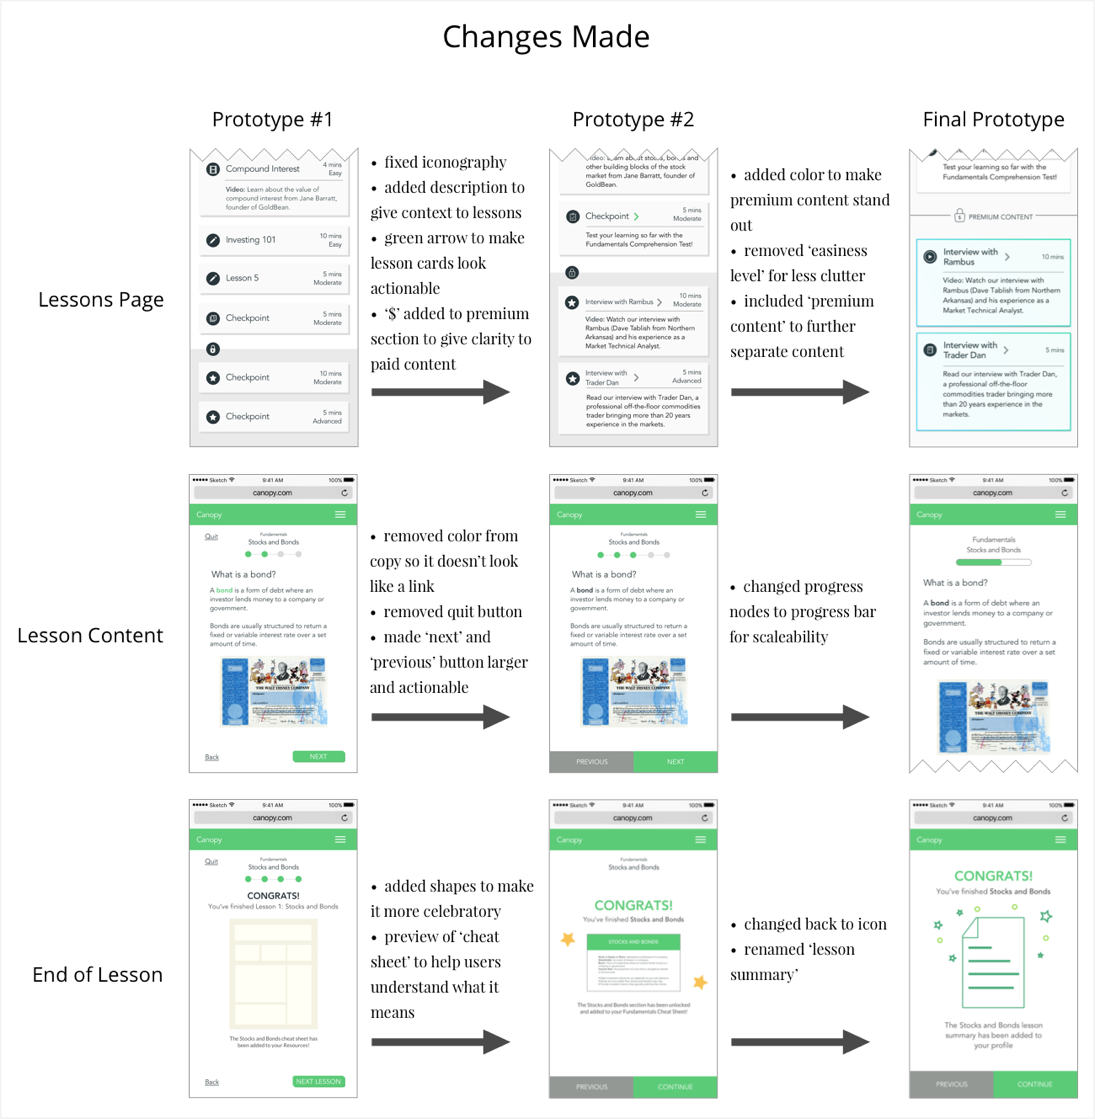 Changes Made
Prototype #1
Prototype #2
Final Prototype
Lessons Page
Compound Interest
4 mins
Easy
Video: Learn about the value of
compound interest from Jane Barratt,
founder of GoldBean.
Investing 101
10 mins
Easy
Lesson 5
5 mins
Moderate
Checkpoint
5 mins
Moderate
Checkpoint
10 mins
Moderate
Checkpoint
5 mins
Advanced
• fixed iconography
• added description to
give context to lessons
• green arrow to make
lesson cards look
actionable
• ‘$’ added to premium
section to give clarity to
paid content
Video: Learn about stocks, bonds, and
other building blocks of the stock
market from Jane Barratt, founder of
GoldBean.
Checkpoint
5 mins
Moderate
Test your learning so far with the
Fundamentals Comprehension Test!
Interview with Rambus
10 mins
Moderate
Video: Watch our interview with
Rambus (Dave Tablish from Northern
Arkansas) and his experience as a
Market Technical Analyst.
Interview with
Trader Dan
5 mins
Advanced
Read our interview with Trader Dan, a
professional off-the-floor commodities
trader bringing more than 20 years
experience in the markets.
• added color to make
premium content stand
out
• removed ‘easiness
level’ for less clutter
• included ‘premium
content’ to further
separate content
Test your learning so far with the
Fundamentals Comprehension Test!
PREMIUM CONTENT
Interview with
Rambus
10 mins
Video: Watch our interview with
Rambus (Dave Tablish from Northern
Arkansas) and his experience as a
Market Technical Analyst.
Interview with
Trader Dan
5 mins
Read our interview with Trader Dan,
a professional off-the-floor
commodities trader bringing more
than 20 years experience in the
markets.
Lesson Content
Sketch 9:41 AM 100%
canopy.com
Canopy
Quit
Fundamentals
Stocks and Bonds
What is a bond?
A bond is a form of debt where an
investor lends money to a company or
government.
Bonds are usually structured to return a
fixed or variable interest rate over a set
amount of time.
THE WALT DISNEY COMPANY
Back
NEXT
• removed color from
copy so it doesn’t look
like a link
• removed quit button
• made ‘next’ and
‘previous’ button larger
and actionable
Sketch 9:41 AM 100%
canopy.com
Canopy
Fundamentals
Stocks and Bonds
What is a bond?
A bond is a form of debt where an
investor lends money to a company or
government.
Bonds are usually structured to return a
fixed or variable interest rate over a set
amount of time.
THE WALT DISNEY COMPANY
PREVIOUS
NEXT
• changed progress
nodes to progress bar
for scaleability
Sketch 9:41 AM 100%
canopy.com
Canopy
Fundamentals
Stocks and Bonds
What is a bond?
A bond is a form of debt where an
investor lends money to a company or
government.
Bonds are usually structured to return a
fixed or variable interest rate over a set
amount of time.
THE WALT DISNEY COMPANY
End of Lesson
Sketch 9:41 AM 100%
canopy.com
Canopy
Quit
Fundamentals
Stocks and Bonds
CONGRATS!
You've finished Lesson 1: Stocks and Bonds
The Stocks and Bonds cheat sheet has
been added to your Resources!
Back
NEXT LESSON
• added shapes to make
it more celebratory
• preview of ‘cheat
sheet’ to help users
understand what it
means
Sketch 9:41 AM 100%
canopy.com
Canopy
Fundamentals
Stocks and Bonds
CONGRATS!
You've finished Stocks and Bonds
STOCKS AND BONDS
The Stocks and Bonds section has been unlocked
and added to your Fundamentals Cheat Sheet!
PREVIOUS
CONTINUE
• changed back to icon
• renamed ‘lesson
summary’
Sketch 9:41 AM 100%
canopy.com
Canopy
CONGRATS!
You've finished Stocks and Bonds
The Stocks and Bonds lesson
summary has been added to
your profile
PREVIOUS
CONTINUE